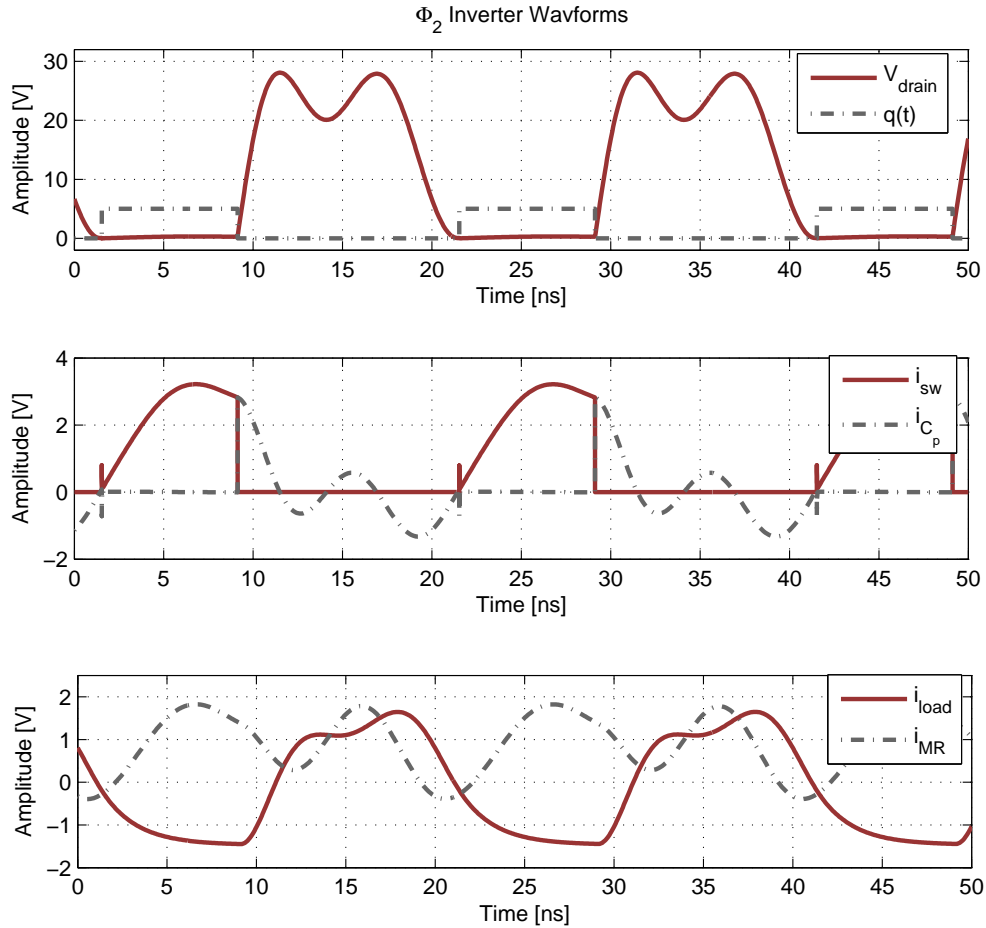 Φ2 Inverter Wavforms
Amplitude [V]
30
20
10
0
V_drain
q(t)
0 5 10 15 20 25 30 35 40 45 50
Time [ns]
Amplitude [V]
4
2
0
−2
i_sw
i_Cp
0 5 10 15 20 25 30 35 40 45 50
Time [ns]
Amplitude [V]
2
1
0
−1
−2
i_load
i_MR
0 5 10 15 20 25 30 35 40 45 50
Time [ns]